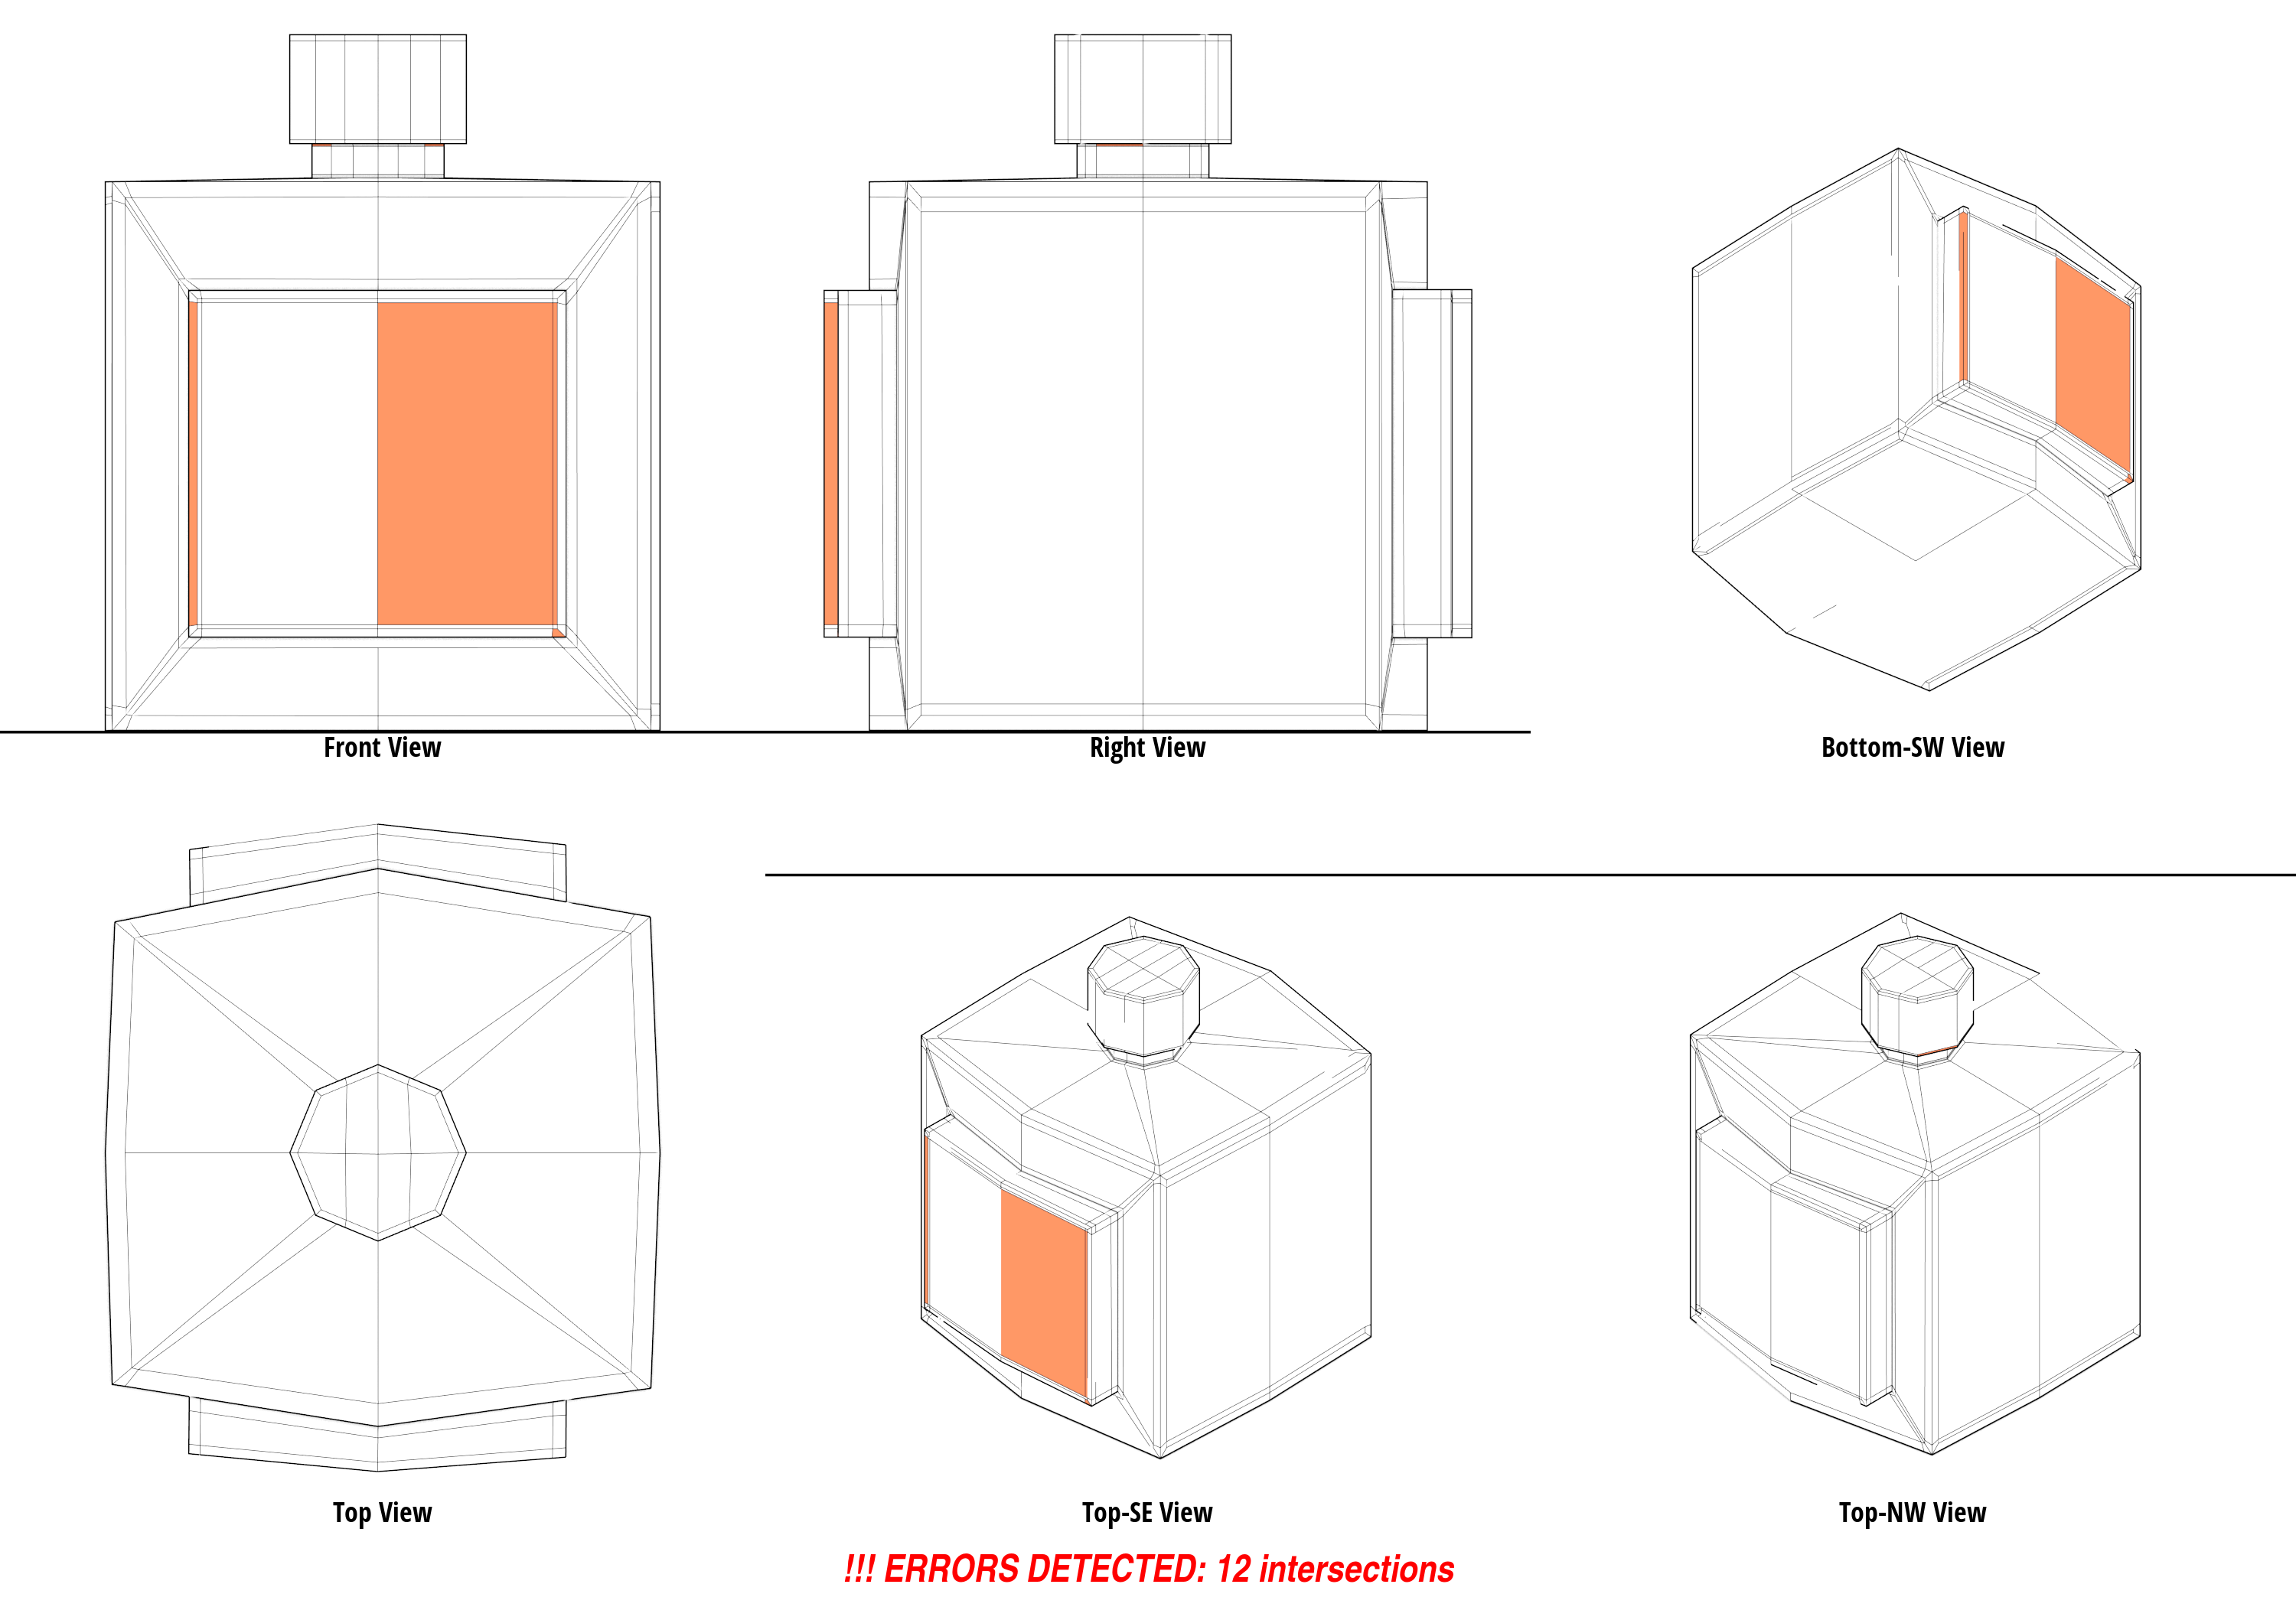 Front View
Right View
Bottom-SW View
Top View
Top-SE View
Top-NW View
!!! ERRORS DETECTED: 12 intersections